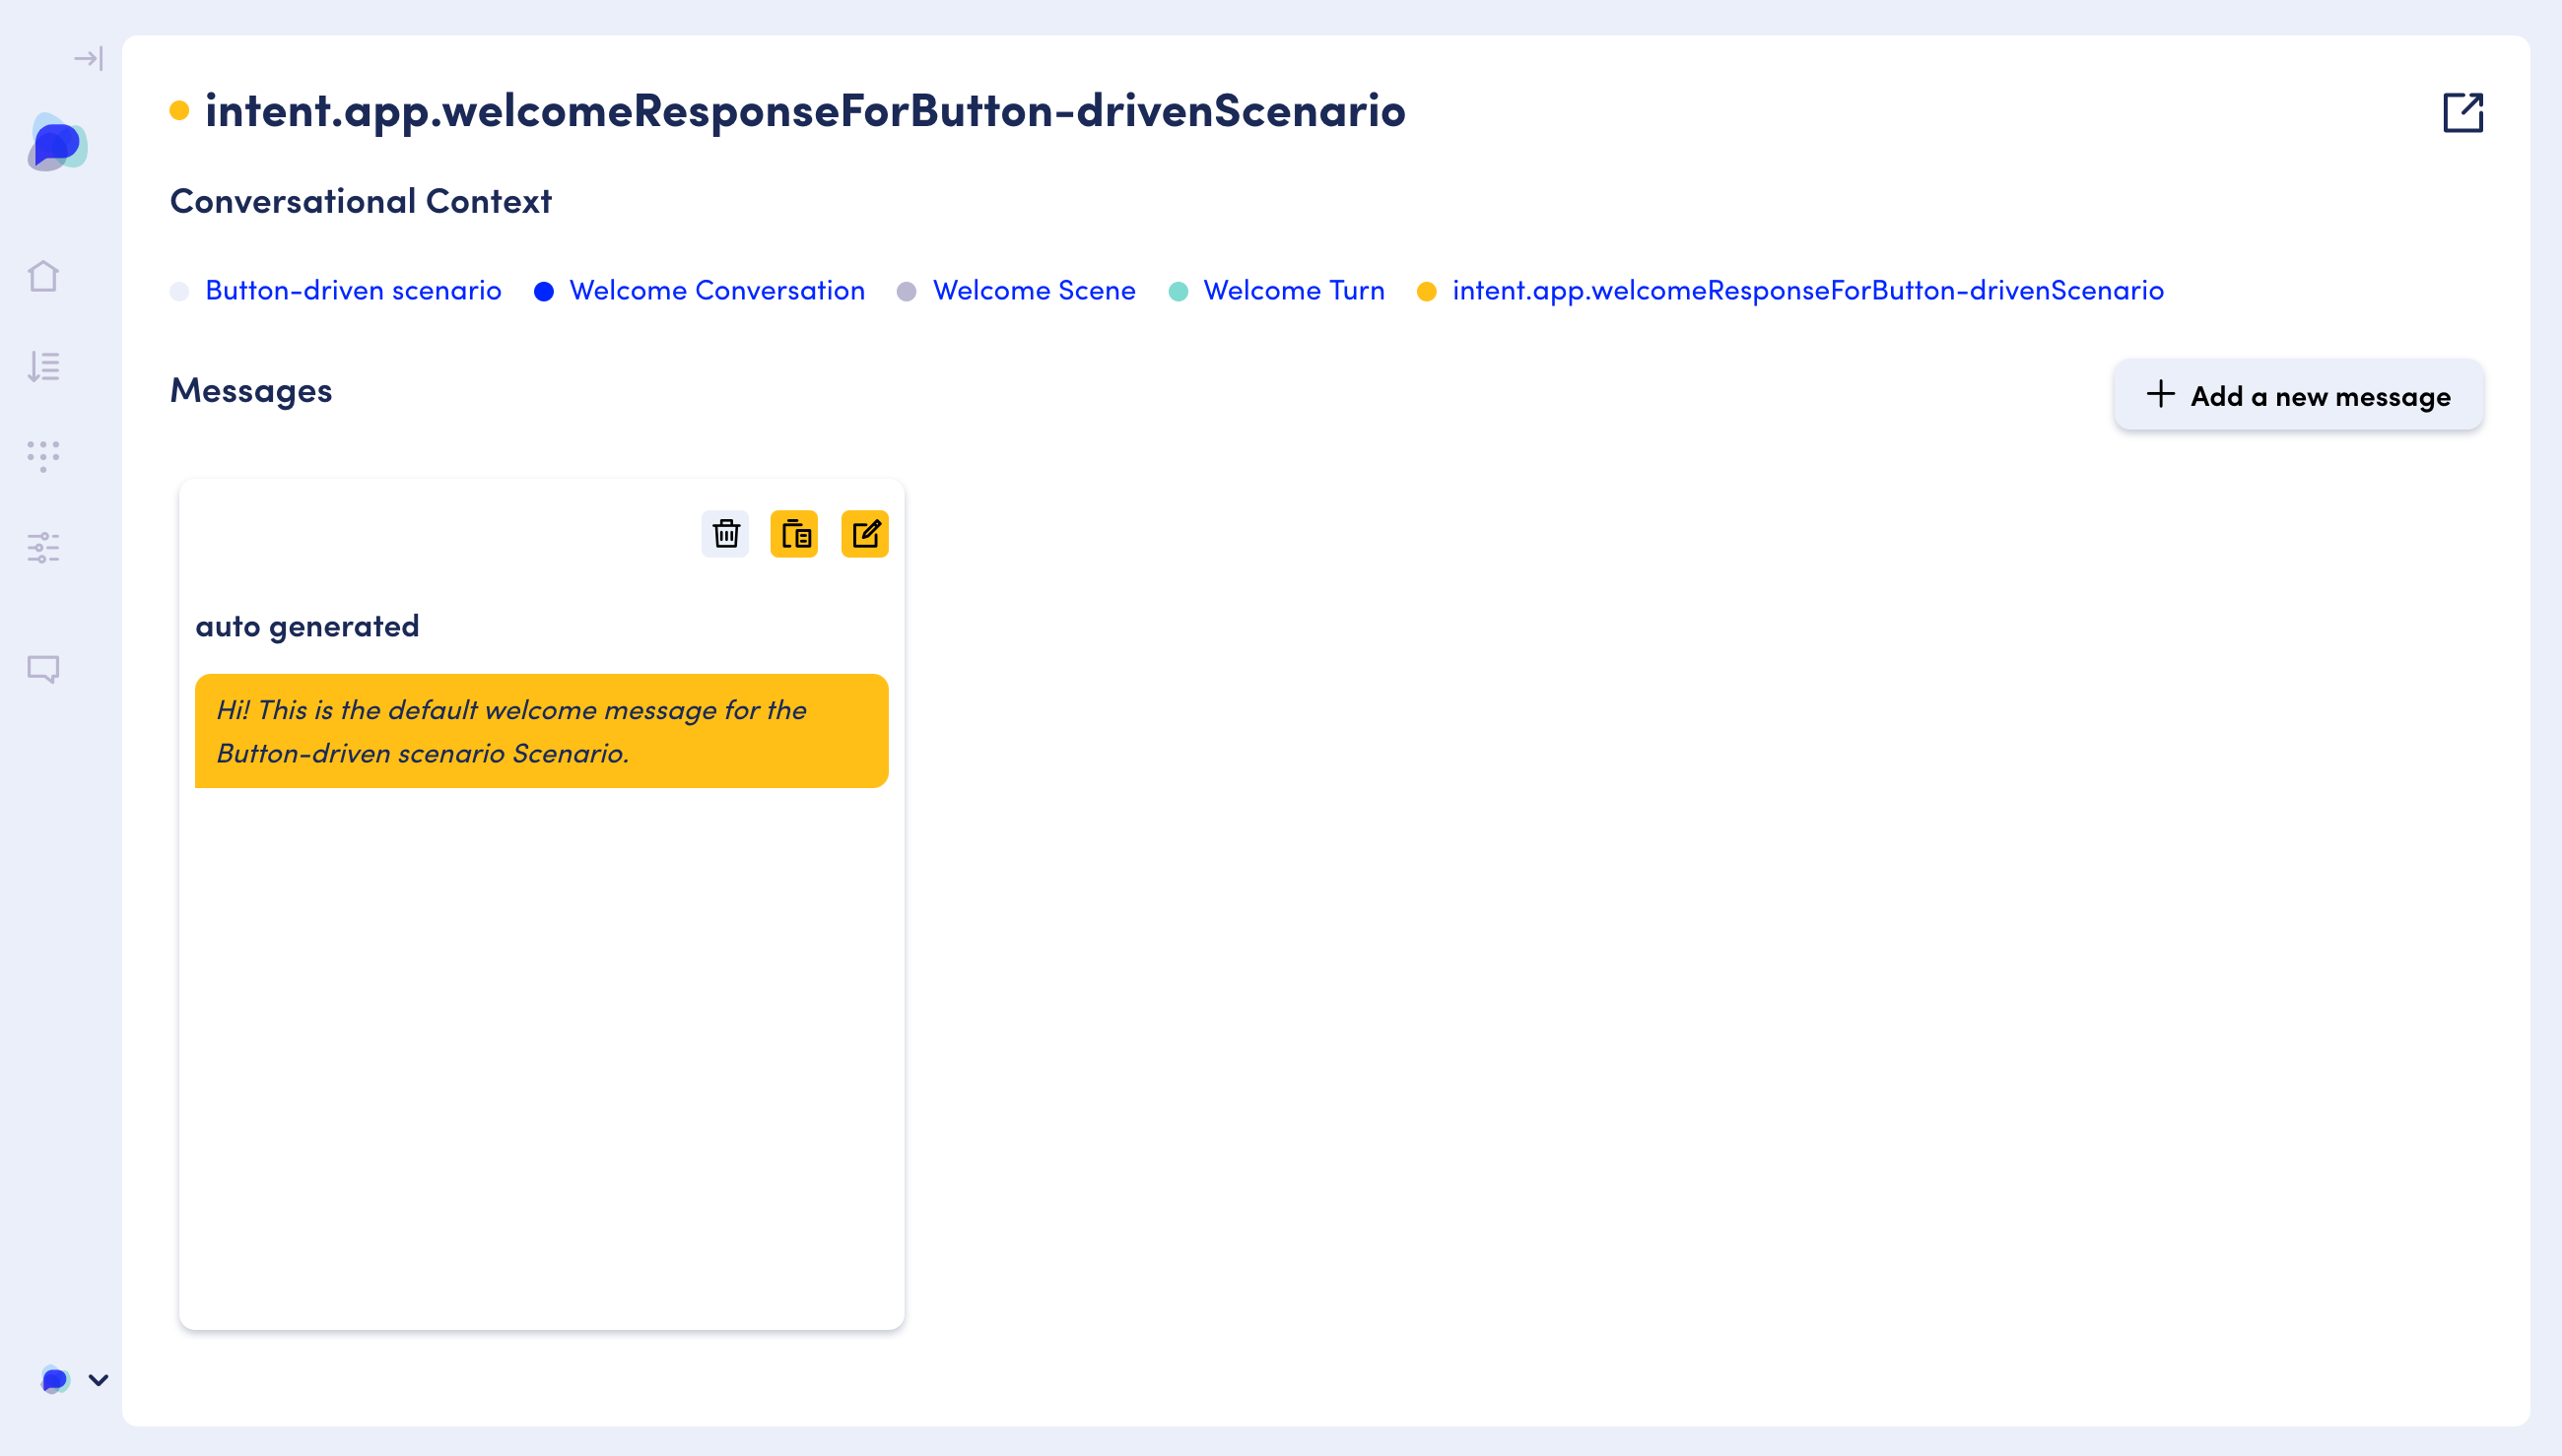 intent.app.welcomeResponseForButton-drivenScenario
Conversational Context
Button-driven scenario Welcome Conversation Welcome Scene Welcome Turn intent.app.welcomeResponseForButton-drivenScenario
Messages
Add a new message
auto generated
Hi! This is the default welcome message for the
Button-driven scenario Scenario.